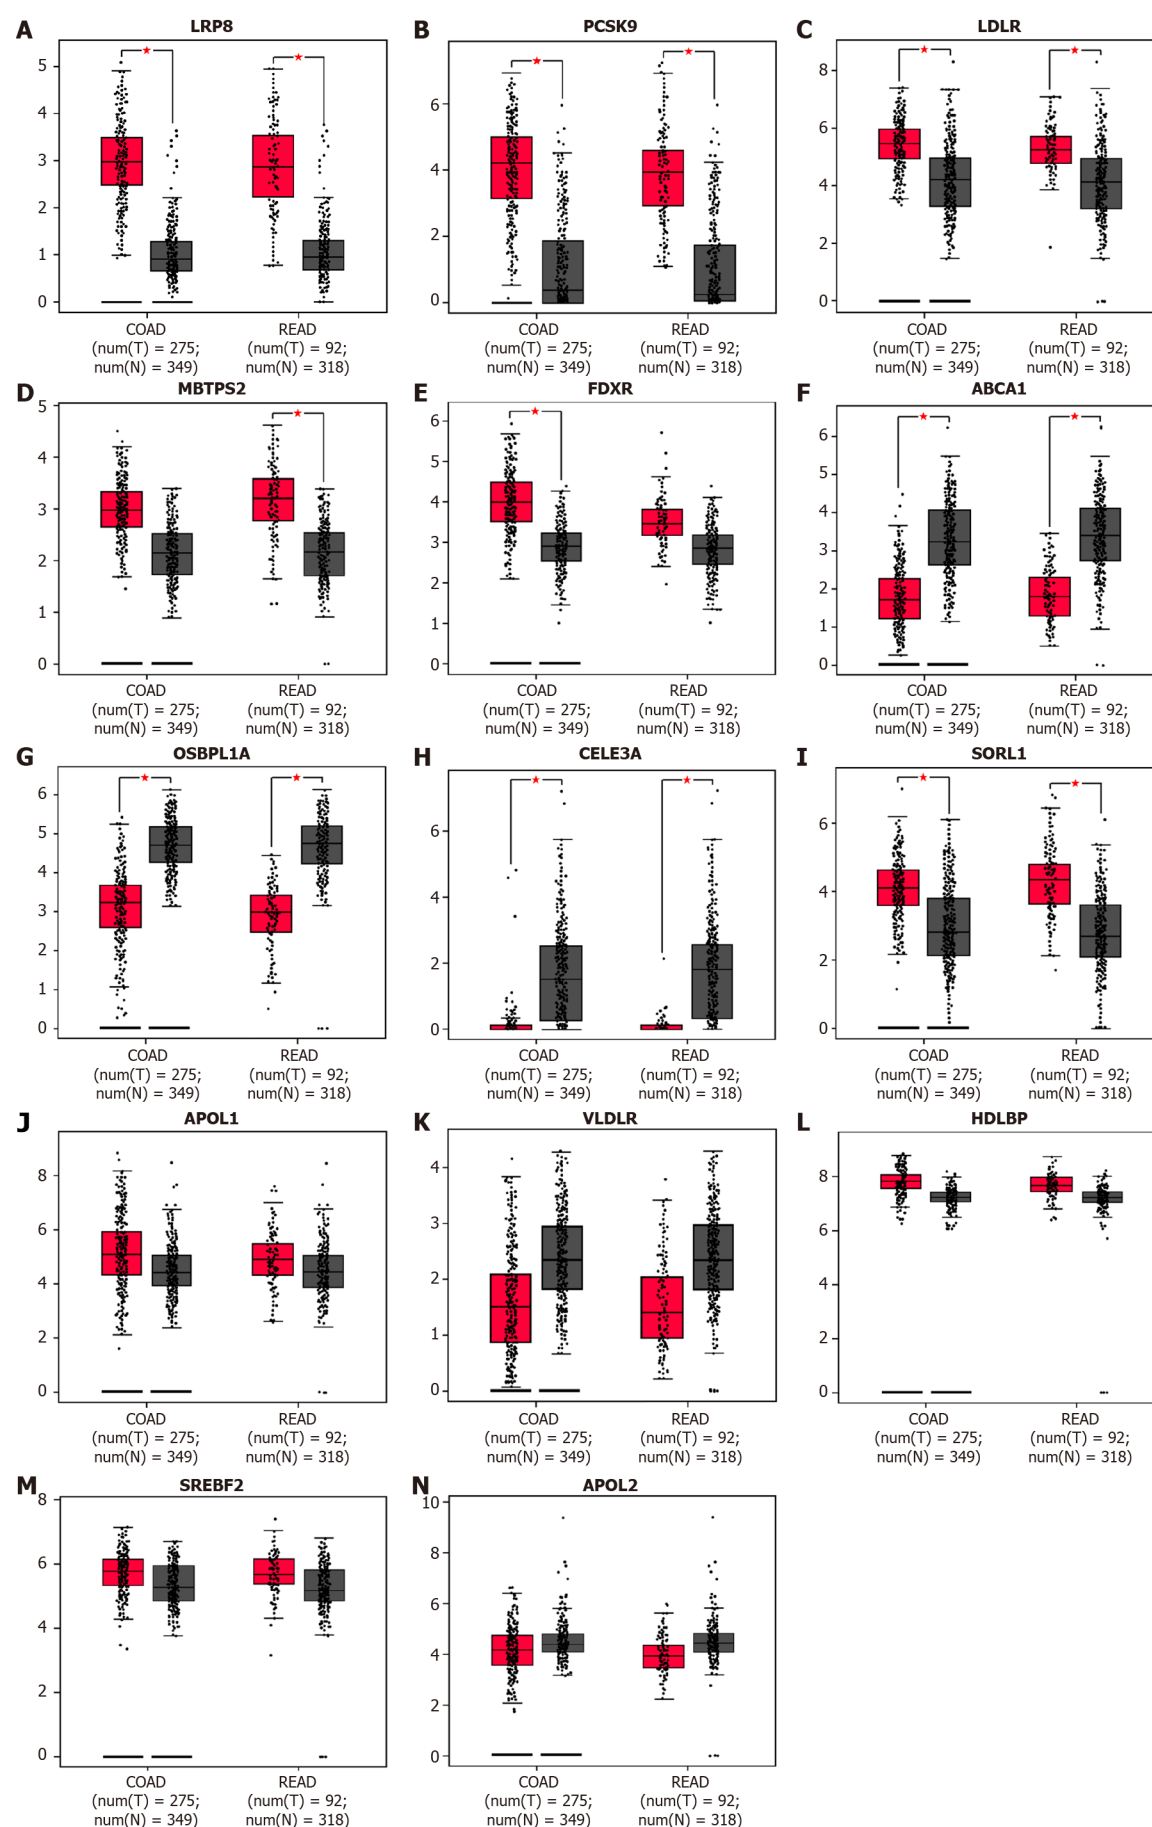 A LRP8
5
4
3
2
1
0
COAD READ
(num(T) = 275; (num(T) = 92;
num(N) = 349) num(N) = 318)
B PCSK9
6
4
2
0
COAD READ
(num(T) = 275; (num(T) = 92;
num(N) = 349) num(N) = 318)
C LDLR
8
6
4
2
0
COAD READ
(num(T) = 275; (num(T) = 92;
num(N) = 349) num(N) = 318)
D MBTPS2
5
4
3
2
1
0
COAD READ
(num(T) = 275; (num(T) = 92;
num(N) = 349) num(N) = 318)
E FDXR
6
5
4
3
2
1
0
COAD READ
(num(T) = 275; (num(T) = 92;
num(N) = 349) num(N) = 318)
F ABCA1
6
5
4
3
2
1
0
COAD READ
(num(T) = 275; (num(T) = 92;
num(N) = 349) num(N) = 318)
G OSBPL1A
6
5
4
3
2
1
0
COAD READ
(num(T) = 275; (num(T) = 92;
num(N) = 349) num(N) = 318)
H CELE3A
6
4
2
0
COAD READ
(num(T) = 275; (num(T) = 92;
num(N) = 349) num(N) = 318)
I SORL1
6
4
2
0
COAD READ
(num(T) = 275; (num(T) = 92;
num(N) = 349) num(N) = 318)
J APOL1
8
6
4
2
0
COAD READ
(num(T) = 275; (num(T) = 92;
num(N) = 349) num(N) = 318)
K VLDLR
4
3
2
1
0
COAD READ
(num(T) = 275; (num(T) = 92;
num(N) = 349) num(N) = 318)
L HDLBP
8
6
4
2
0
COAD READ
(num(T) = 275; (num(T) = 92;
num(N) = 349) num(N) = 318)
M SREBF2
8
6
4
2
0
COAD READ
(num(T) = 275; (num(T) = 92;
num(N) = 349) num(N) = 318)
N APOL2
10
8
6
4
2
0
COAD READ
(num(T) = 275; (num(T) = 92;
num(N) = 349) num(N) = 318)